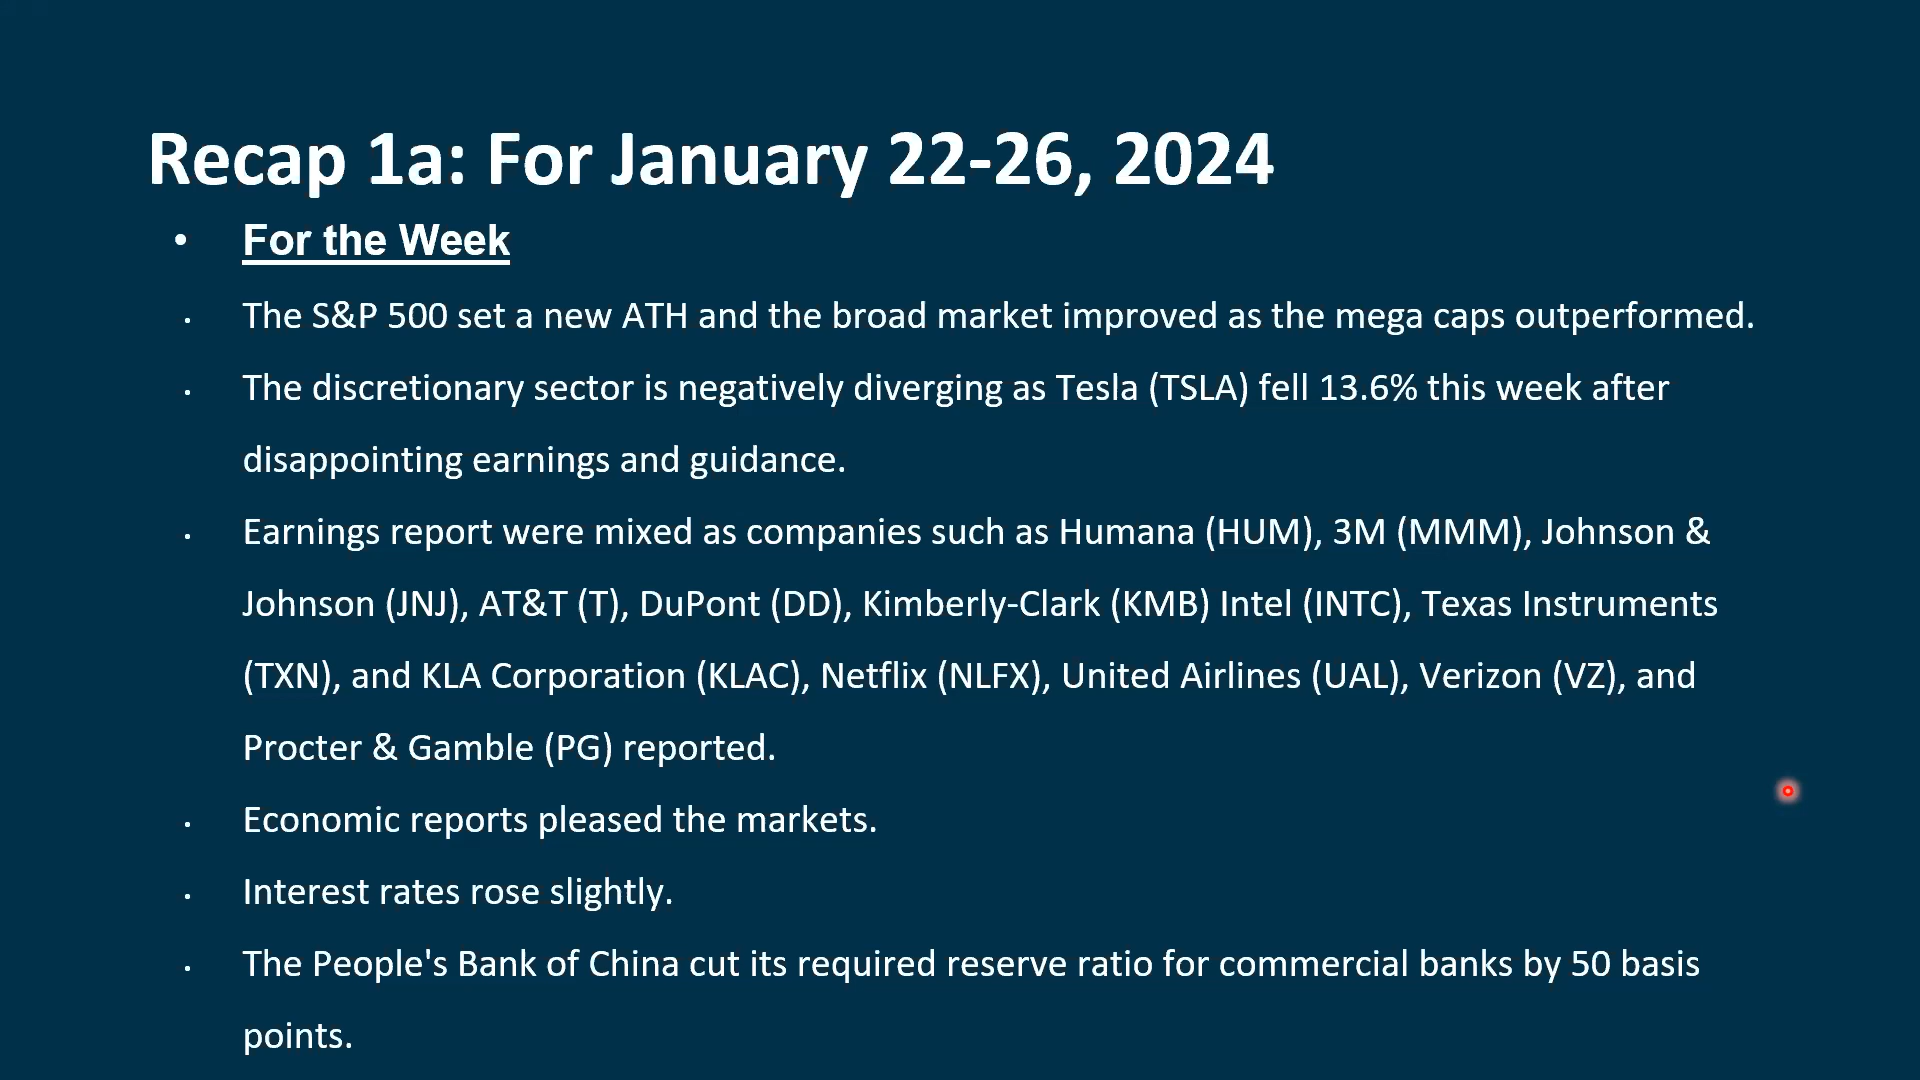 Recap 1a: For January 22-26, 2024
• For the Week
• The S&P 500 set a new ATH and the broad market improved as the mega caps outperformed.
• The discretionary sector is negatively diverging as Tesla (TSLA) fell 13.6% this week after
disappointing earnings and guidance.
• Earnings report were mixed as companies such as Humana (HUM), 3M (MMM), Johnson &
Johnson (JNJ), AT&T (T), DuPont (DD), Kimberly-Clark (KMB) Intel (INTC), Texas Instruments
(TXN), and KLA Corporation (KLAC), Netflix (NLFX), United Airlines (UAL), Verizon (VZ), and
Procter & Gamble (PG) reported.
• Economic reports pleased the markets.
• Interest rates rose slightly.
• The People's Bank of China cut its required reserve ratio for commercial banks by 50 basis
points.